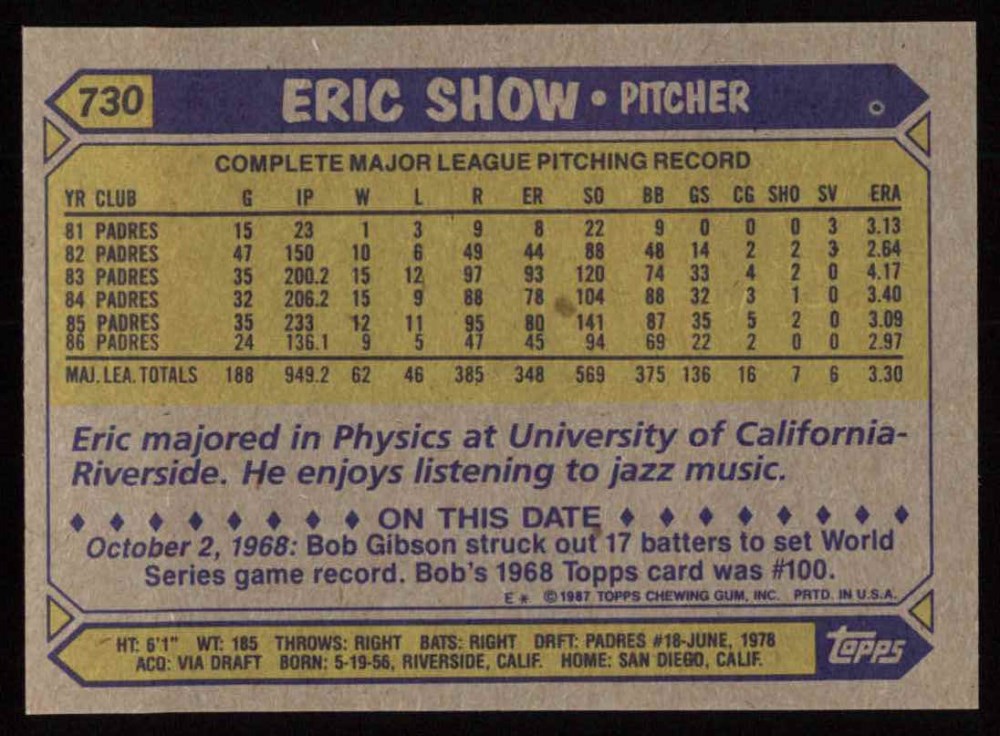 730 ERIC SHOW • PITCHER
COMPLETE MAJOR LEAGUE PITCHING RECORD
YR CLUB G IP W L R ER SO BB GS CG SHO SV ERA
81 PADRES 15 23 1 3 9 8 22 9 0 0 0 3 3.13
82 PADRES 47 150 10 6 49 44 88 48 14 2 2 3 2.64
83 PADRES 35 200.2 15 12 97 93 120 74 33 4 2 0 4.17
84 PADRES 32 206.2 15 9 88 78 104 88 32 3 1 0 3.40
85 PADRES 35 233 12 11 95 80 141 87 35 5 2 0 3.09
86 PADRES 24 136.1 9 5 47 45 94 69 22 2 0 0 2.97
MAJ. LEA. TOTALS 188 949.2 62 46 385 348 569 375 136 16 7 6 3.30
Eric majored in Physics at University of California-
Riverside. He enjoys listening to jazz music.
ON THIS DATE
October 2, 1968: Bob Gibson struck out 17 batters to set World
Series game record. Bob's 1968 Topps card was #100.
E* ©1987 TOPPS CHEWING GUM, INC. PRTD. IN U.S.A.
HT: 6'1" WT: 185 THROWS: RIGHT BATS: RIGHT DRFT: PADRES #18-JUNE, 1978
ACQ: VIA DRAFT BORN: 5-19-56, RIVERSIDE, CALIF. HOME: SAN DIEGO, CALIF.
topps